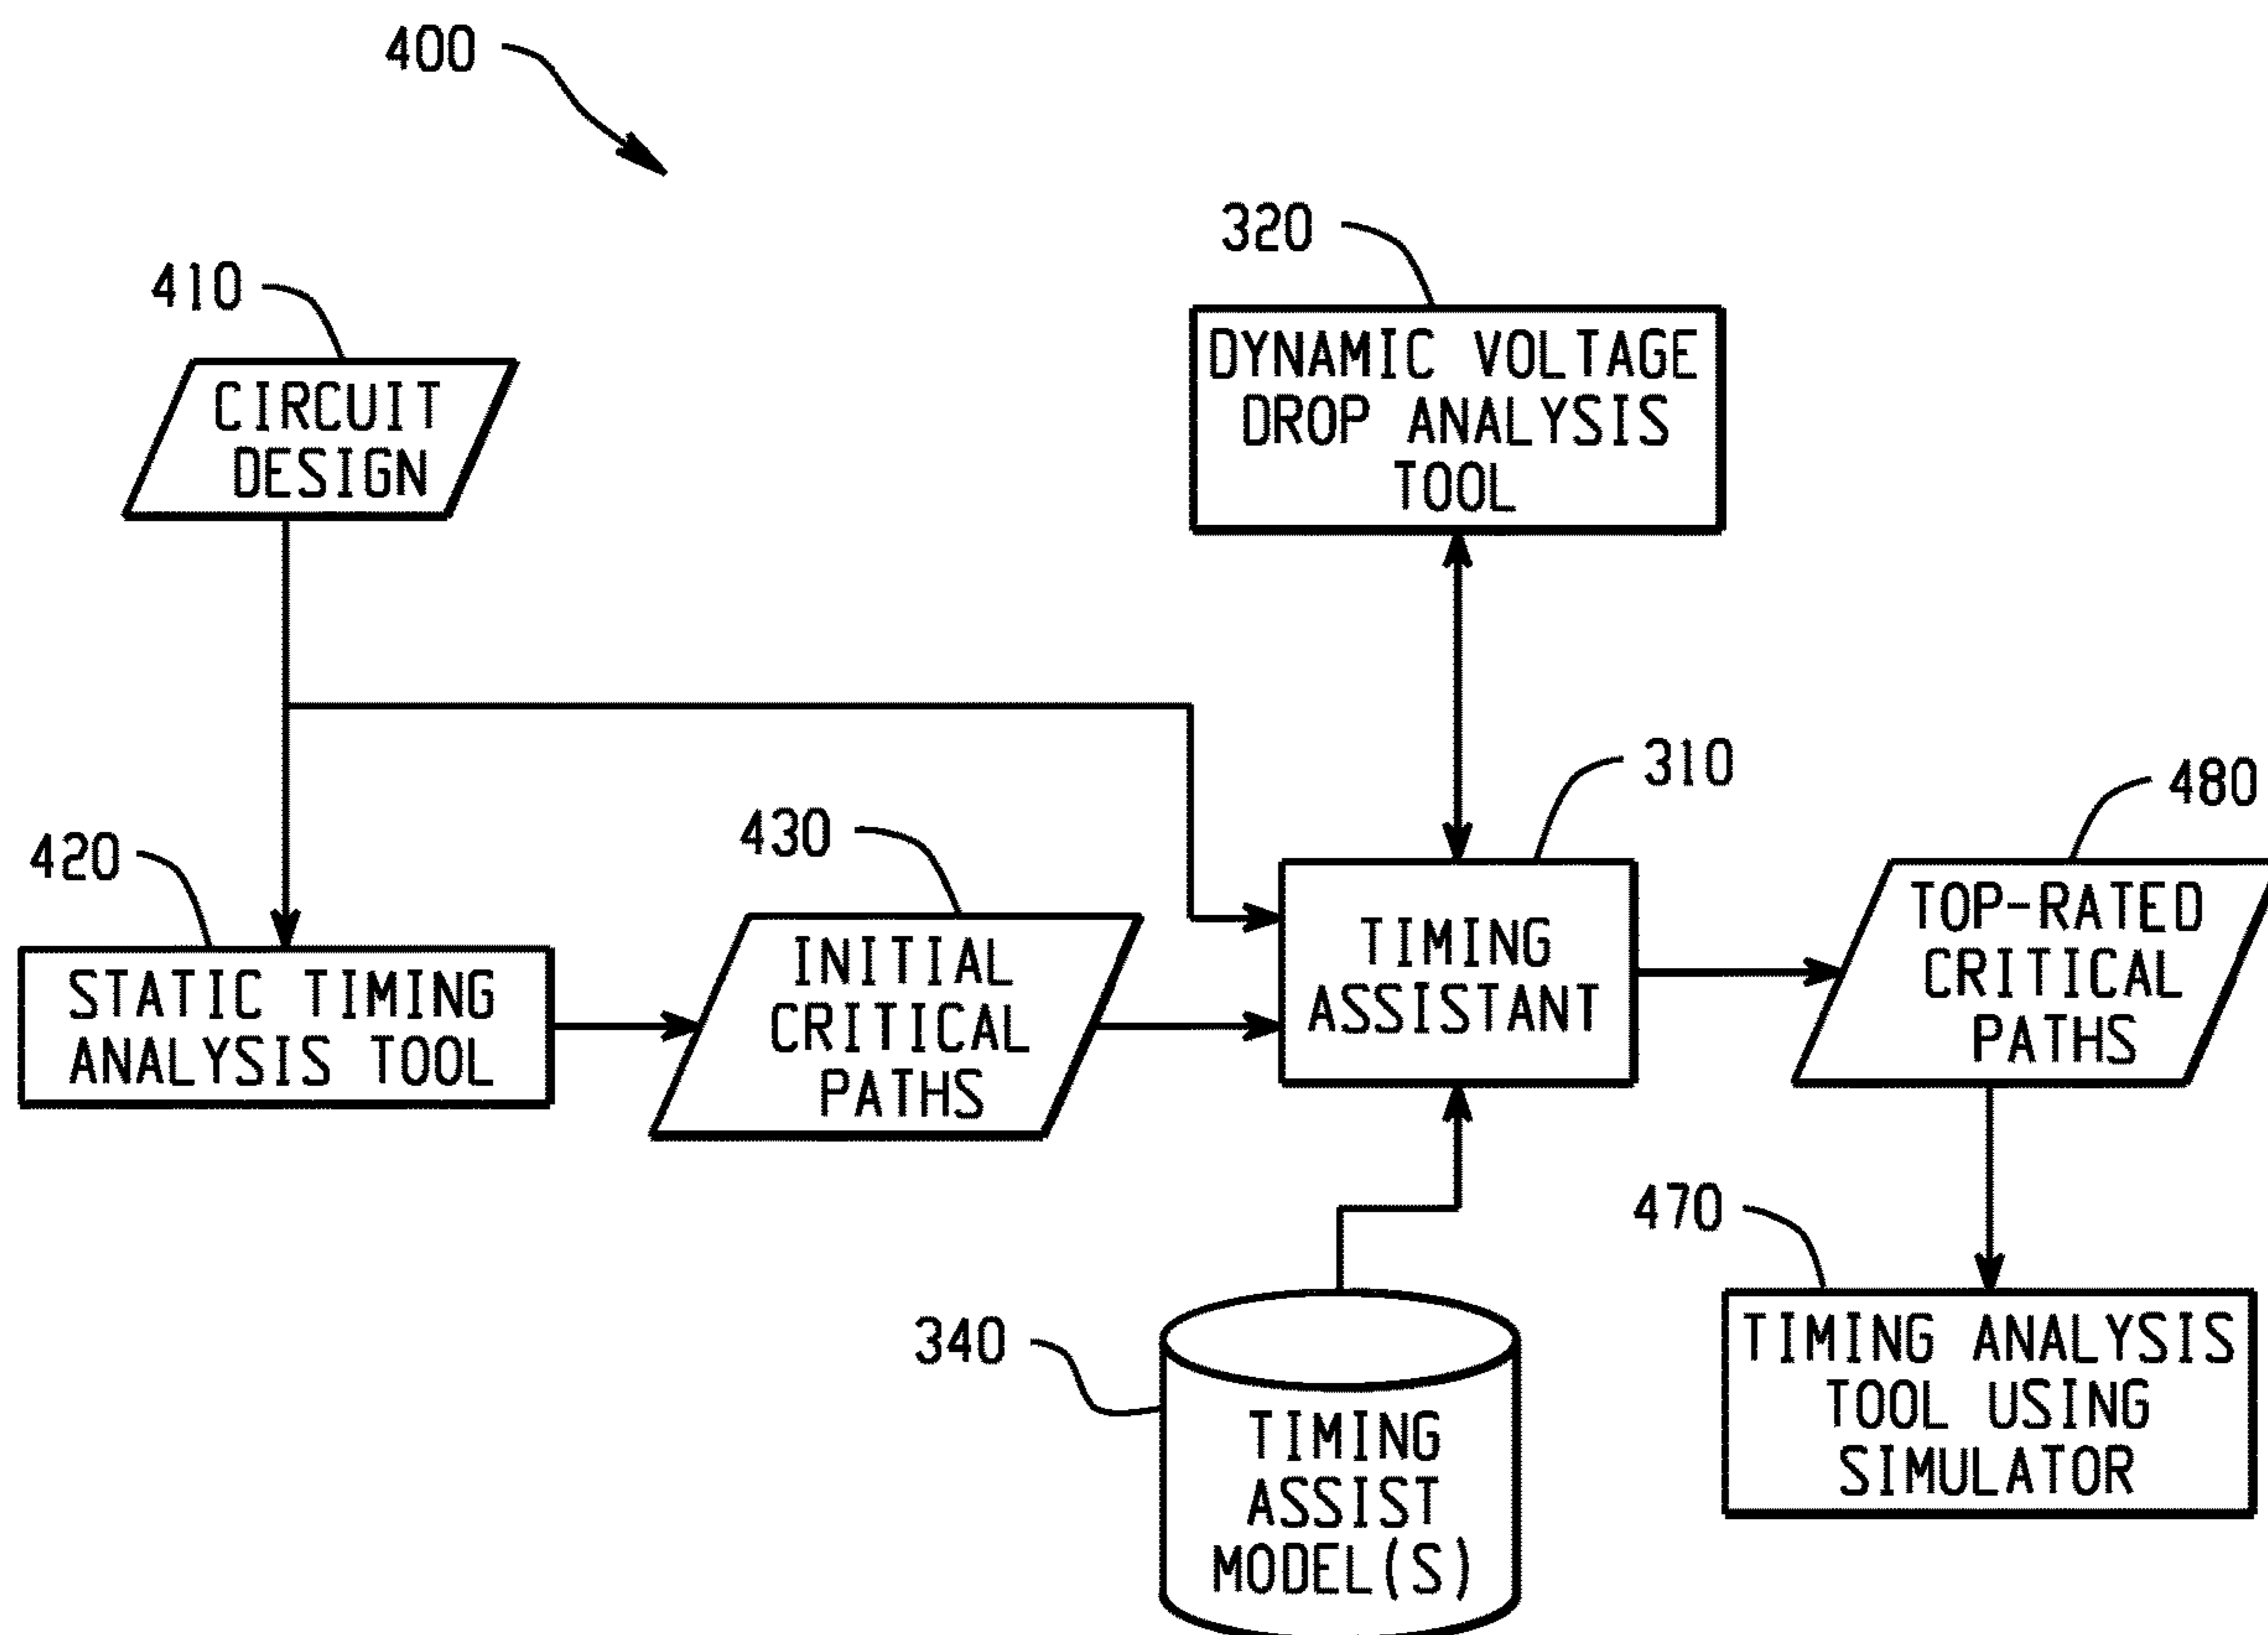 400
320
410
DYNAMIC VOLTAGE
DROP ANALYSIS
TOOL
CIRCUIT
DESIGN
310
480
430
420
TOP-RATED
CRITICAL
PATHS
TIMING
ASSISTANT
INITIAL
CRITICAL
PATHS
STATIC TIMING
ANALYSIS TOOL
470
340
TIMING ANALYSIS
TOOL USING
SIMULATOR
TIMING
ASSIST
MODEL(S)